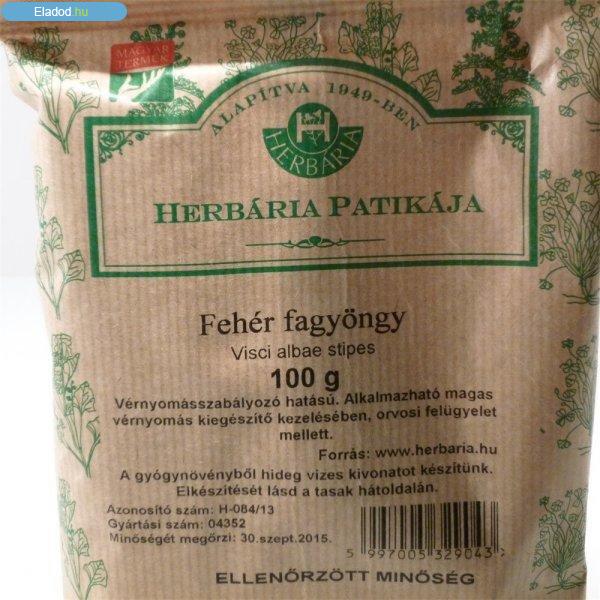 Eladod.hu
MAGYAR
TERMÉK
ALAPÍTVA 1949-BEN
HERBÁRIA
HERBÁRIA PATIKÁJA
Fehér fagyöngy
Visci albae stipes
100 g
Vérnyomásszabályozó hatású. Alkalmazható magas
vérnyomás kiegészítő kezelésében, orvosi felügyelet
mellett.
Forrás: www.herbaria.hu
A gyógynövényből hideg vizes kivonatot készítünk.
Elkészítését lásd a tasak hátoldalán.
Azonosító szám: H-084/13
Gyártási szám: 04352
Minőségét megőrzi: 30.szept.2015.
5 997005 329043
ELLENŐRZÖTT MINŐSÉG